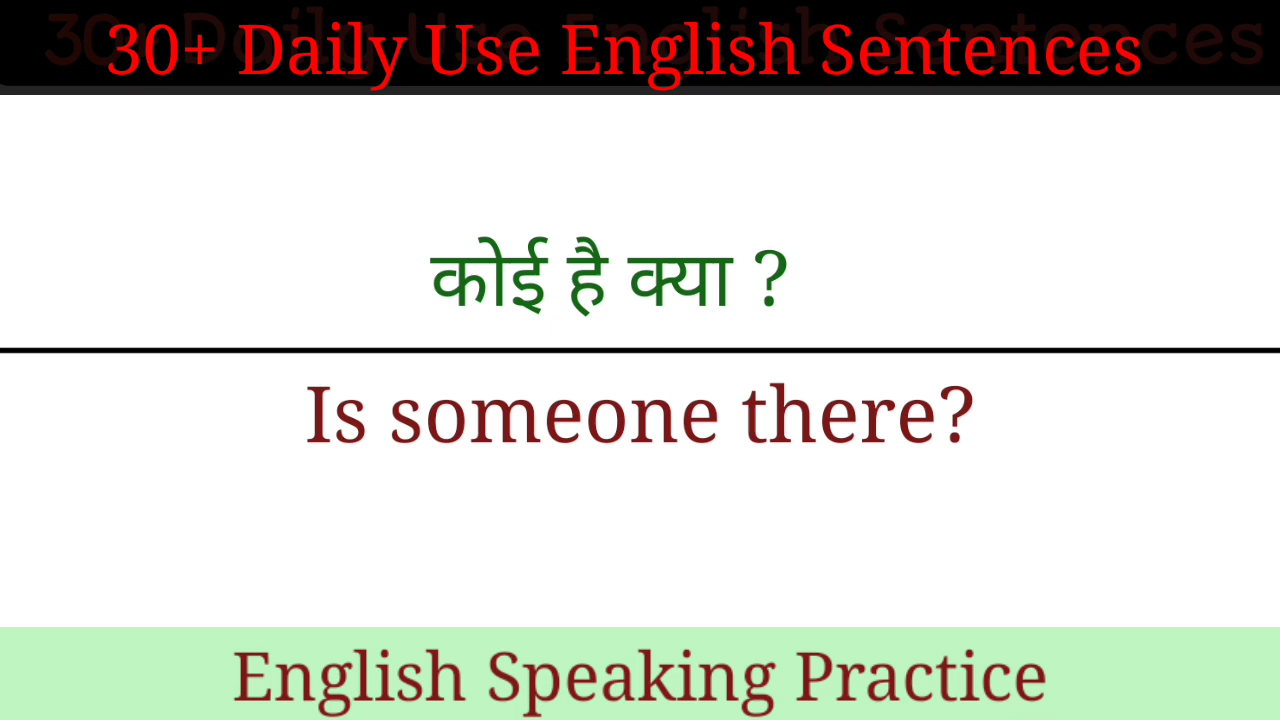 30+ Daily Use English Sentences
कोई है क्या ?
Is someone there?
English Speaking Practice